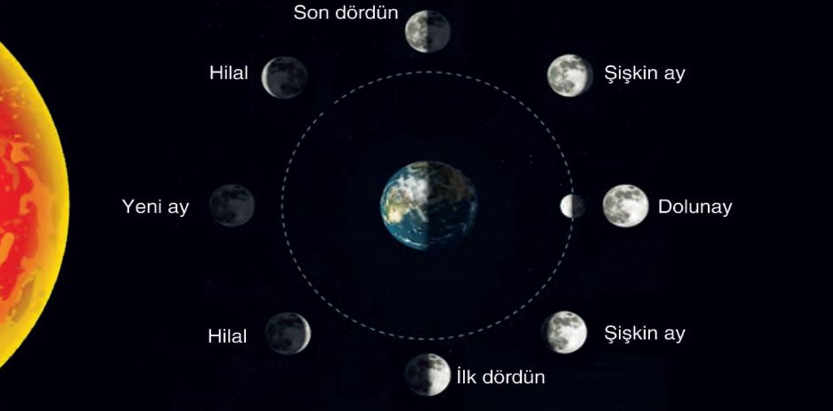 Son dördün
Hilal
Şişkin ay
Yeni ay
Dolunay
Hilal
Şişkin ay
İlk dördün